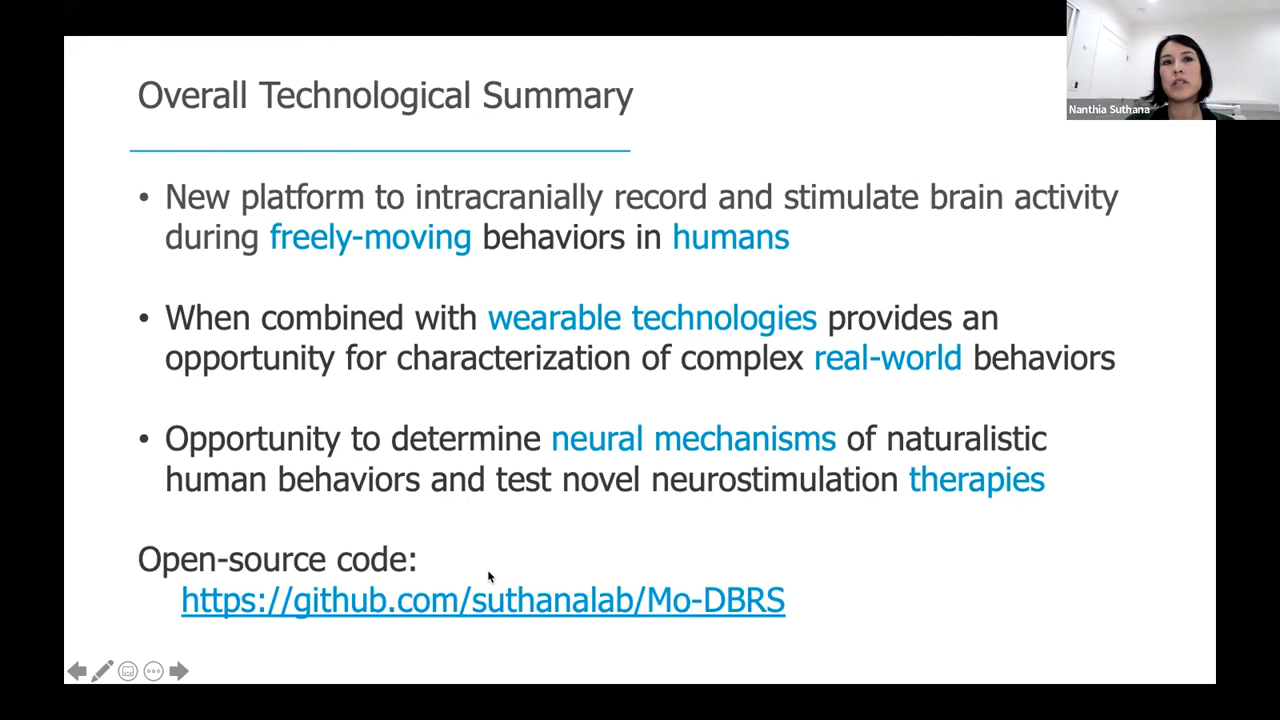 Overall Technological Summary
Nanthia Suthana
• New platform to intracranially record and stimulate brain activity
during freely-moving behaviors in humans
• When combined with wearable technologies provides an
opportunity for characterization of complex real-world behaviors
• Opportunity to determine neural mechanisms of naturalistic
human behaviors and test novel neurostimulation therapies
Open-source code:
https://github.com/suthanalab/Mo-DBRS